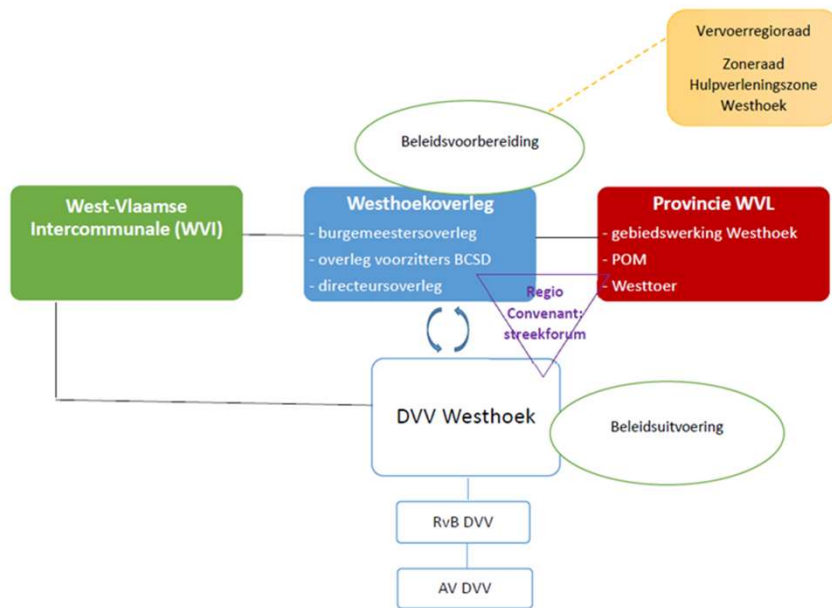 Vervoerregioraad
Zoneraad
Hulpverleningszone
Westhoek
Beleidsvoorbereiding
West-Vlaamse
Intercommunale (WVI)
Westhoekoverleg
- burgemeestersoverleg
- overleg voorzitters BCSD
- directeursoverleg
Provincie WVL
- gebiedswerking Westhoek
- POM
- Westtoer
Regio
Convenant:
streekforum
DVV Westhoek
Beleidsuitvoering
RvB DVV
AV DVV